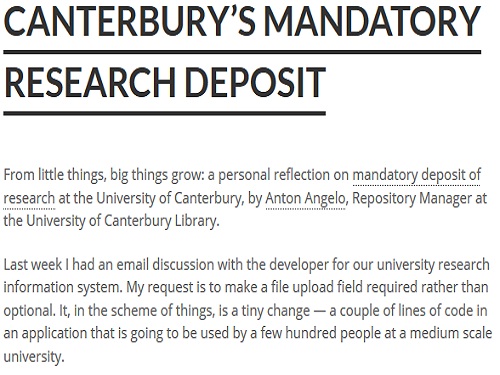 CANTERBURY’S MANDATORY
RESEARCH DEPOSIT
From little things, big things grow: a personal reflection on mandatory deposit of
research at the University of Canterbury, by Anton Angelo, Repository Manager at
the University of Canterbury Library.
Last week I had an email discussion with the developer for our university research
information system. My request is to make a file upload field required rather than
optional. It, in the scheme of things, is a tiny change — a couple of lines of code in
an application that is going to be used by a few hundred people at a medium scale
university.